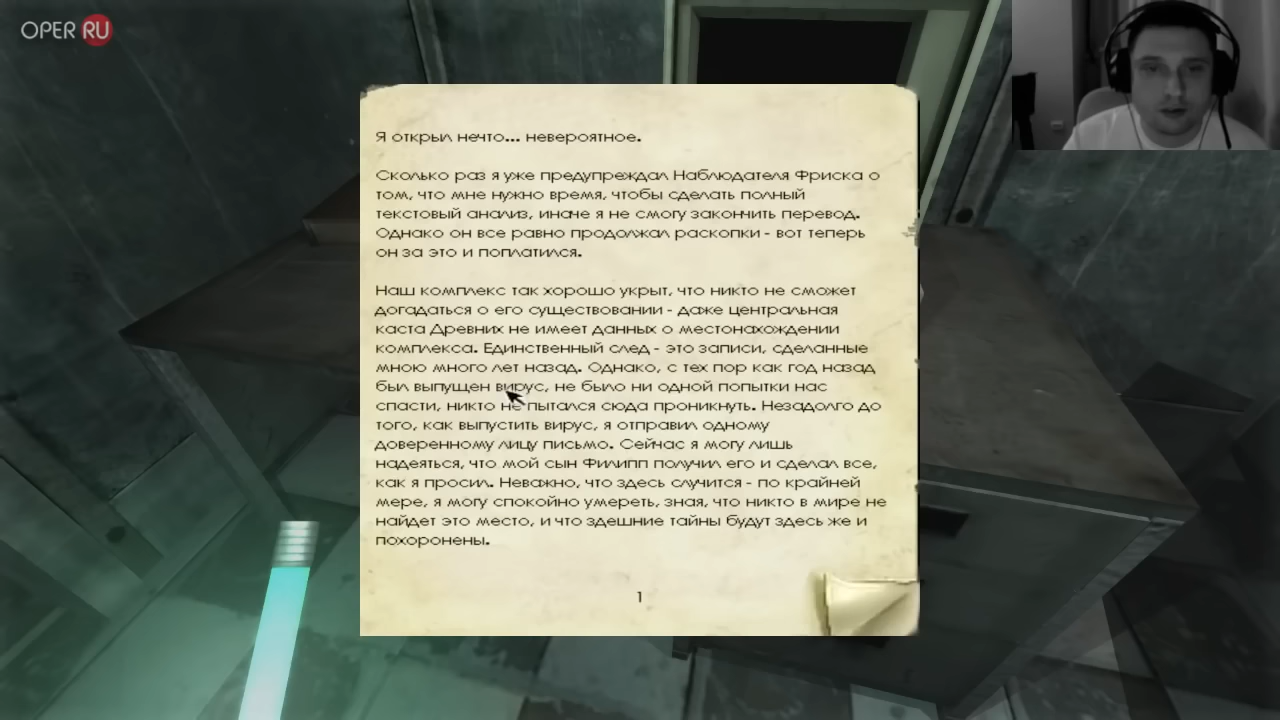 OPER RU
Я открыл нечто... невероятное.
Сколько раз я уже предупреждал Наблюдателя Фриска о
том, что мне нужно время, чтобы сделать полный
текстовый анализ, иначе я не смогу закончить перевод.
Однако он все равно продолжал раскопки - вот теперь
он за это и поплатился.
Наш комплекс так хорошо укрыт, что никто не сможет
догадаться о его существовании - даже центральная
каста Древних не имеет данных о местонахождении
комплекса. Единственный след - это записи, сделанные
мною много лет назад. Однако, с тех пор как год назад
был выпущен вирус, не было ни одной попытки нас
спасти, никто не пытался сюда проникнуть. Незадолго до
того, как выпустить вирус, я отправил одному
доверенному лицу письмо. Сейчас я могу лишь
надеяться, что мой сын Филипп получил его и сделал все,
как я просил. Неважно, что здесь случится - по крайней
мере, я могу спокойно умереть, зная, что никто в мире не
найдет это место, и что здешние тайны будут здесь же и
похоронены.
1